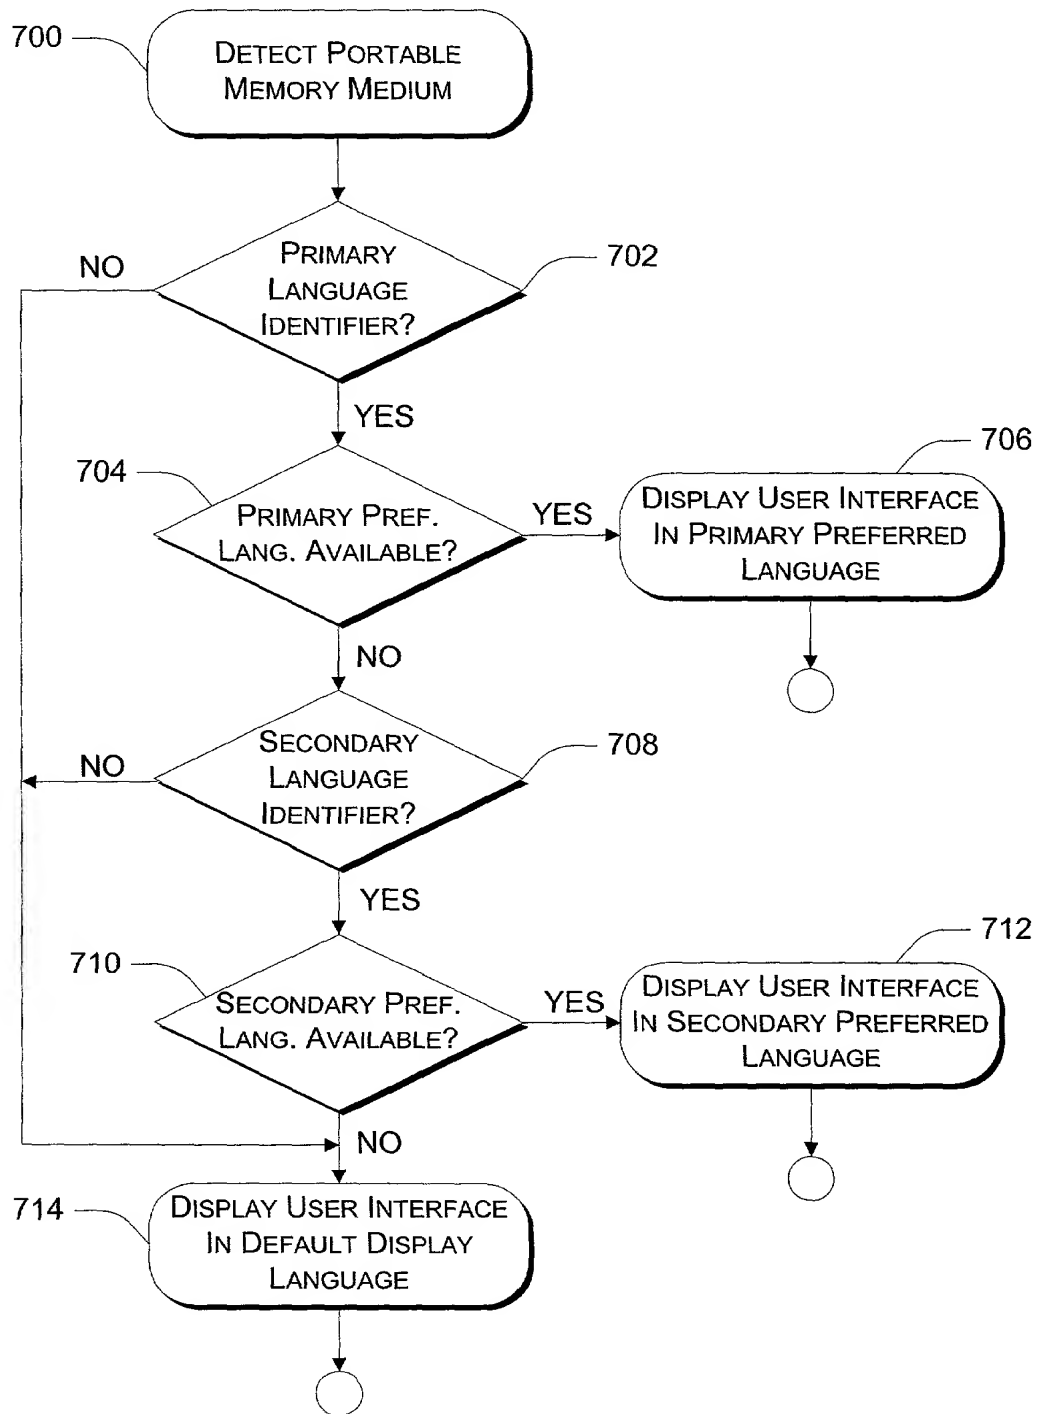 700
DETECT PORTABLE
MEMORY MEDIUM
PRIMARY
LANGUAGE
IDENTIFIER?
702
NO
YES
704
PRIMARY PREF.
LANG. AVAILABLE?
YES
706
DISPLAY USER INTERFACE
IN PRIMARY PREFERRED
LANGUAGE
NO
SECONDARY
LANGUAGE
IDENTIFIER?
708
NO
YES
710
SECONDARY PREF.
LANG. AVAILABLE?
YES
712
DISPLAY USER INTERFACE
IN SECONDARY PREFERRED
LANGUAGE
NO
714
DISPLAY USER INTERFACE
IN DEFAULT DISPLAY
LANGUAGE